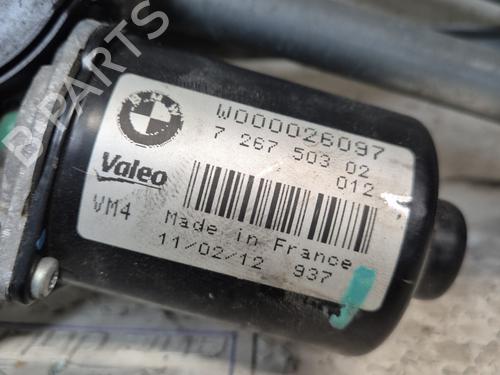 B-PARTS
BMW
W000026097
7 267 503 02
012
Valeo
VM4
Made in France
11/02/12 937